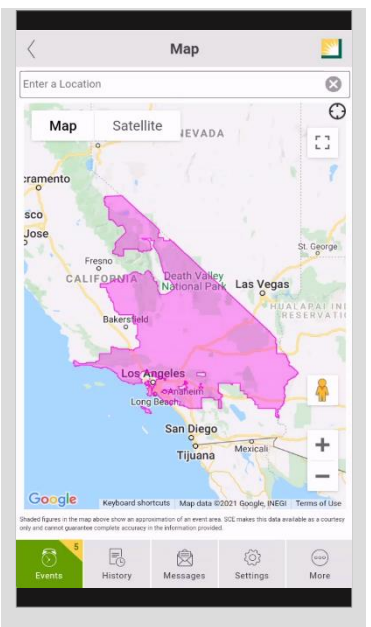 Map
Enter a Location
Map
Satellite
NEVADA
cramento
sco
Jose
Fresno
CALIFORNIA
Death Valley
National Park
Las Vegas
St. George
HUALAPAI INI
RESERVATI
Bakersfield
Los Angeles
Anaheim
Long Beach
San Diego
Tijuana
Mexicali
Google
Keyboard shortcuts
Map data ©2021 Google, INEGI
Terms of Use
Shaded figures in the map above show an approximation of an event area. SCE makes this data available as a courtesy
only and cannot guarantee complete accuracy in the information provided.
5
Events
History
Messages
Settings
More